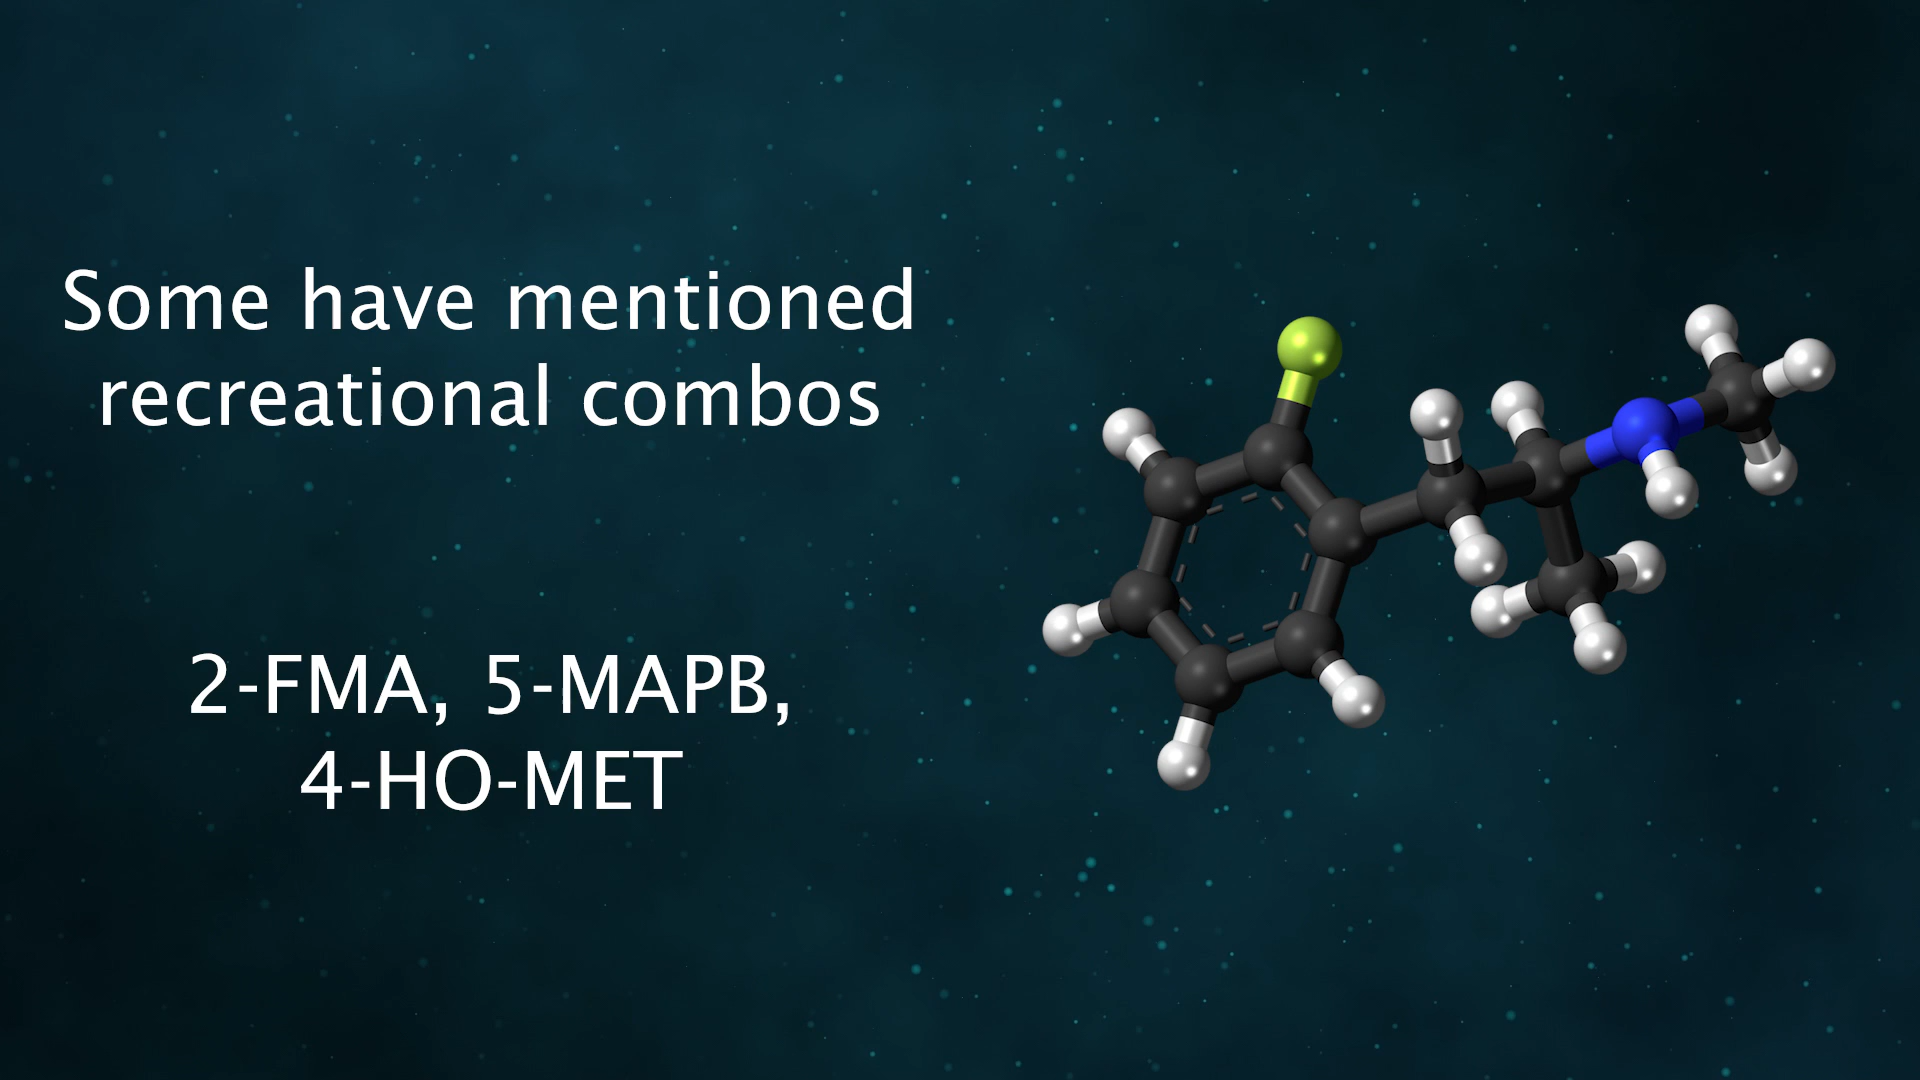 Some have mentioned
recreational combos
2-FMA, 5-MAPB,
4-HO-MET